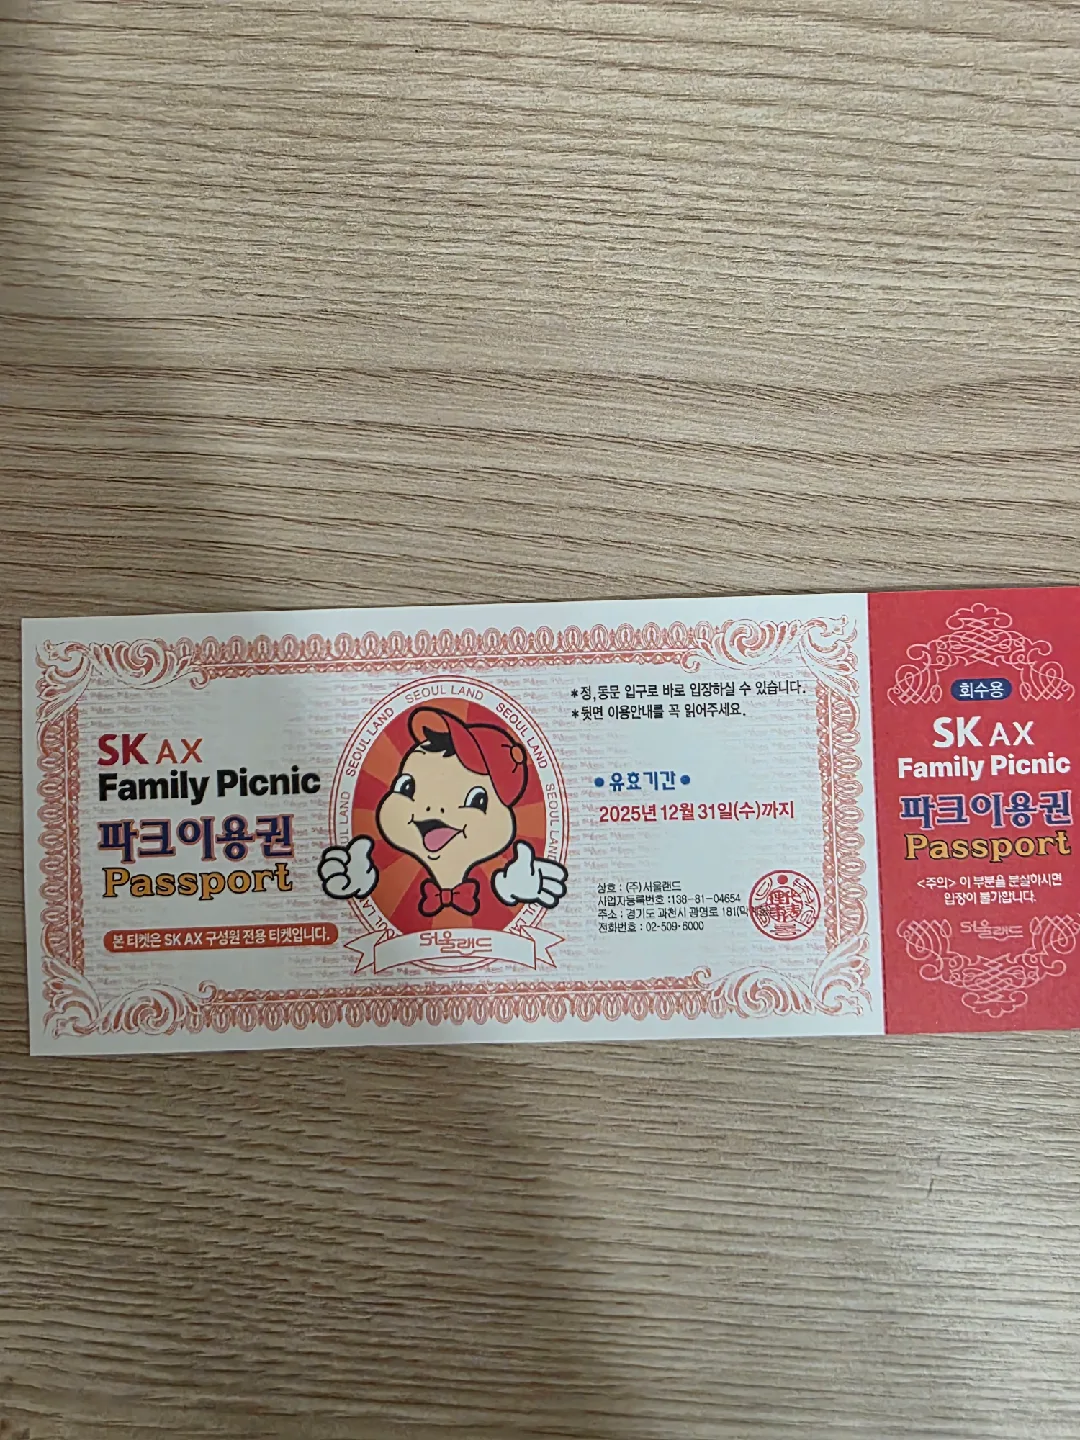 SK AX
Family Picnic
파크이용권
Passport
본 티켓은 SK AX 구성원 전용 티켓입니다.
SEOUL LAND SEOUL LAND SEOUL LAND SEOUL LAND
서울랜드
*정,동문 입구로 바로 입장하실 수 있습니다.
*뒷면 이용안내를 꼭 읽어주세요.
●유효기간●
2025년 12월 31일(수)까지
상호 : (주)서울랜드
사업자등록번호 :138-81-04654
주소 : 경기도 과천시 광명로 181
전화번호 : 02-509-6000
회수용
SK AX
Family Picnic
파크이용권
Passport
<주의> 이 부분을 분실하시면
입장이 불가합니다.
서울랜드